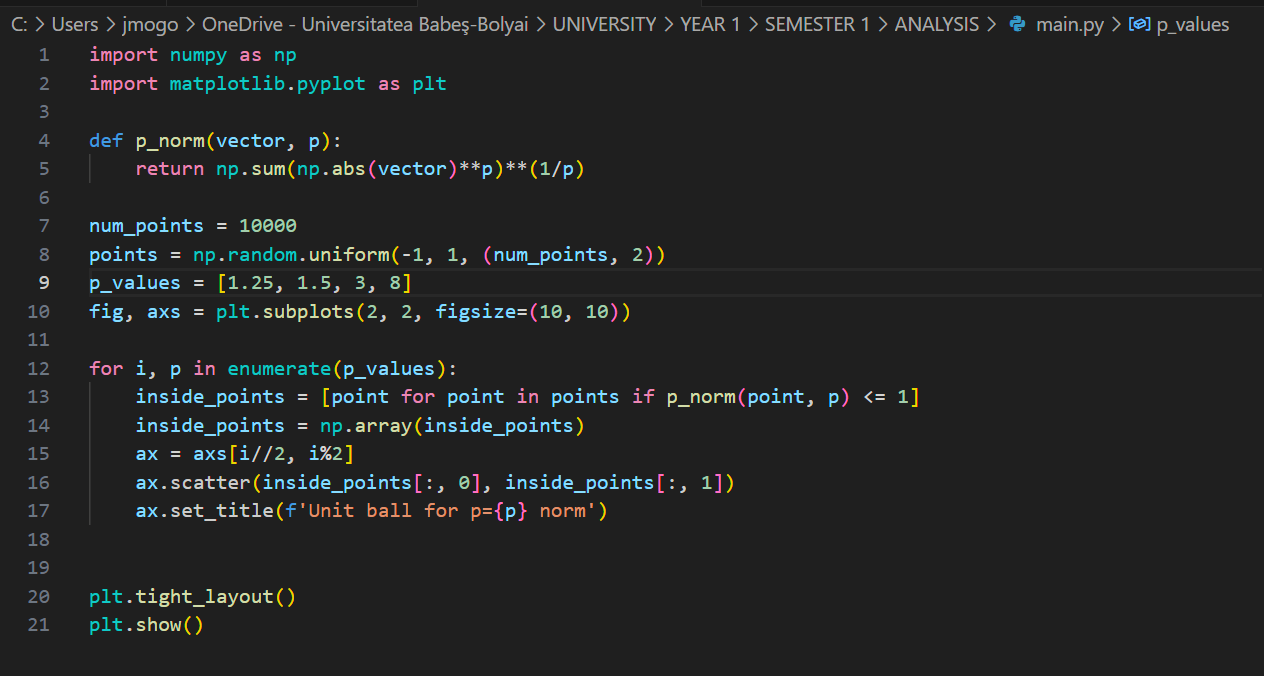 C: > Users > jmogo > OneDrive - Universitatea Babeş-Bolyai > UNIVERSITY > YEAR 1 > SEMESTER 1 > ANALYSIS > main.py > p_values
1 import numpy as np
2 import matplotlib.pyplot as plt
3
4 def p_norm(vector, p):
5     return np.sum(np.abs(vector)**p)**(1/p)
6
7 num_points = 10000
8 points = np.random.uniform(-1, 1, (num_points, 2))
9 p_values = [1.25, 1.5, 3, 8]
10 fig, axs = plt.subplots(2, 2, figsize=(10, 10))
11
12 for i, p in enumerate(p_values):
13     inside_points = [point for point in points if p_norm(point, p) <= 1]
14     inside_points = np.array(inside_points)
15     ax = axs[i//2, i%2]
16     ax.scatter(inside_points[:, 0], inside_points[:, 1])
17     ax.set_title(f'Unit ball for p={p} norm')
18
19
20 plt.tight_layout()
21 plt.show()